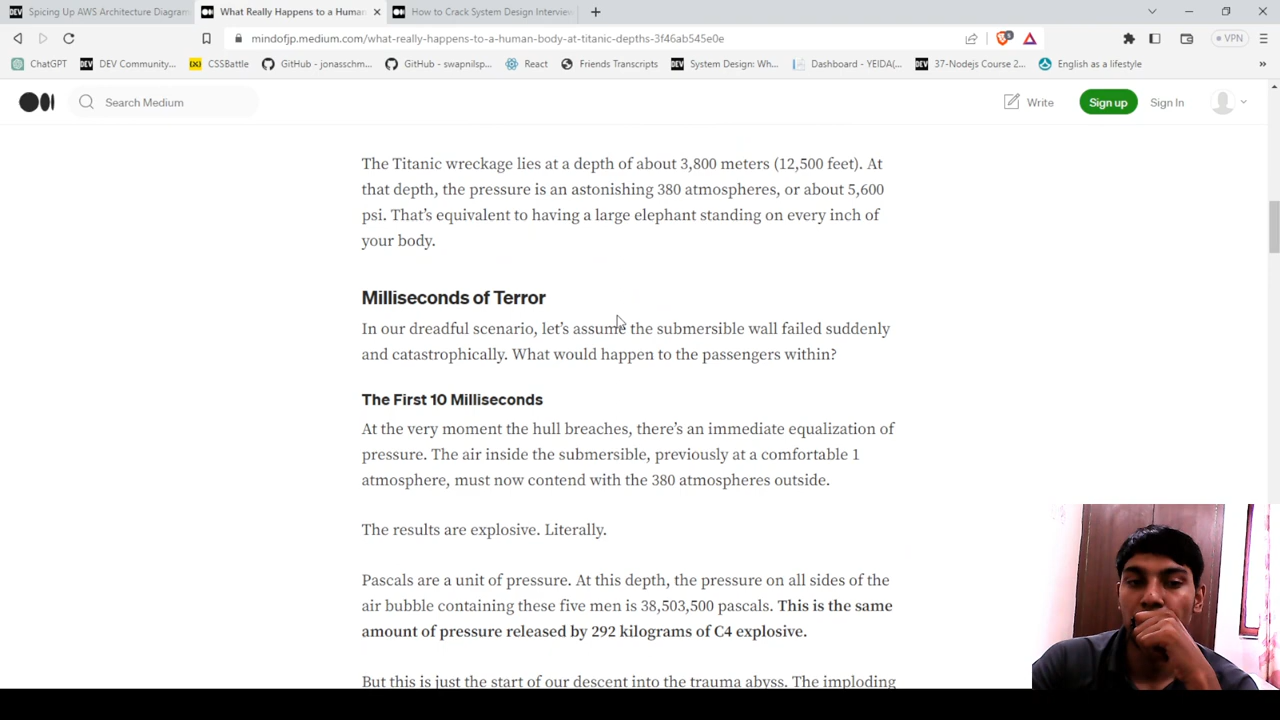 Spicing Up AWS Architecture Diagram
What Really Happens to a Human
How to Crack System Design Interview
mindofjp.medium.com/what-really-happens-to-a-human-body-at-titanic-depths-3f46ab545e0e
VPN
ChatGPT
DEV Community...
CSSBattle
GitHub - jonasschm...
GitHub - swapnilsp...
React
Friends Transcripts
System Design: Wh...
Dashboard - YEIDA(...
37-Nodejs Course 2...
English as a lifestyle
Search Medium
Write
Sign up
Sign In
The Titanic wreckage lies at a depth of about 3,800 meters (12,500 feet). At
that depth, the pressure is an astonishing 380 atmospheres, or about 5,600
psi. That’s equivalent to having a large elephant standing on every inch of
your body.
Milliseconds of Terror
In our dreadful scenario, let’s assume the submersible wall failed suddenly
and catastrophically. What would happen to the passengers within?
The First 10 Milliseconds
At the very moment the hull breaches, there’s an immediate equalization of
pressure. The air inside the submersible, previously at a comfortable 1
atmosphere, must now contend with the 380 atmospheres outside.
The results are explosive. Literally.
Pascals are a unit of pressure. At this depth, the pressure on all sides of the
air bubble containing these five men is 38,503,500 pascals. This is the same
amount of pressure released by 292 kilograms of C4 explosive.
But this is just the start of our descent into the trauma abyss. The imploding